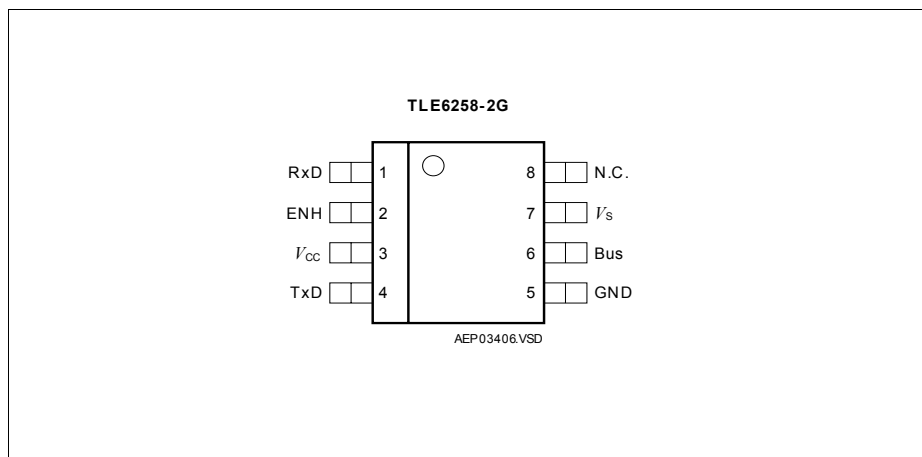 TLE6258-2G
RxD 1 8 N.C.
ENH 2 7 VS
VCC 3 6 Bus
TxD 4 5 GND
AEP03406.VSD